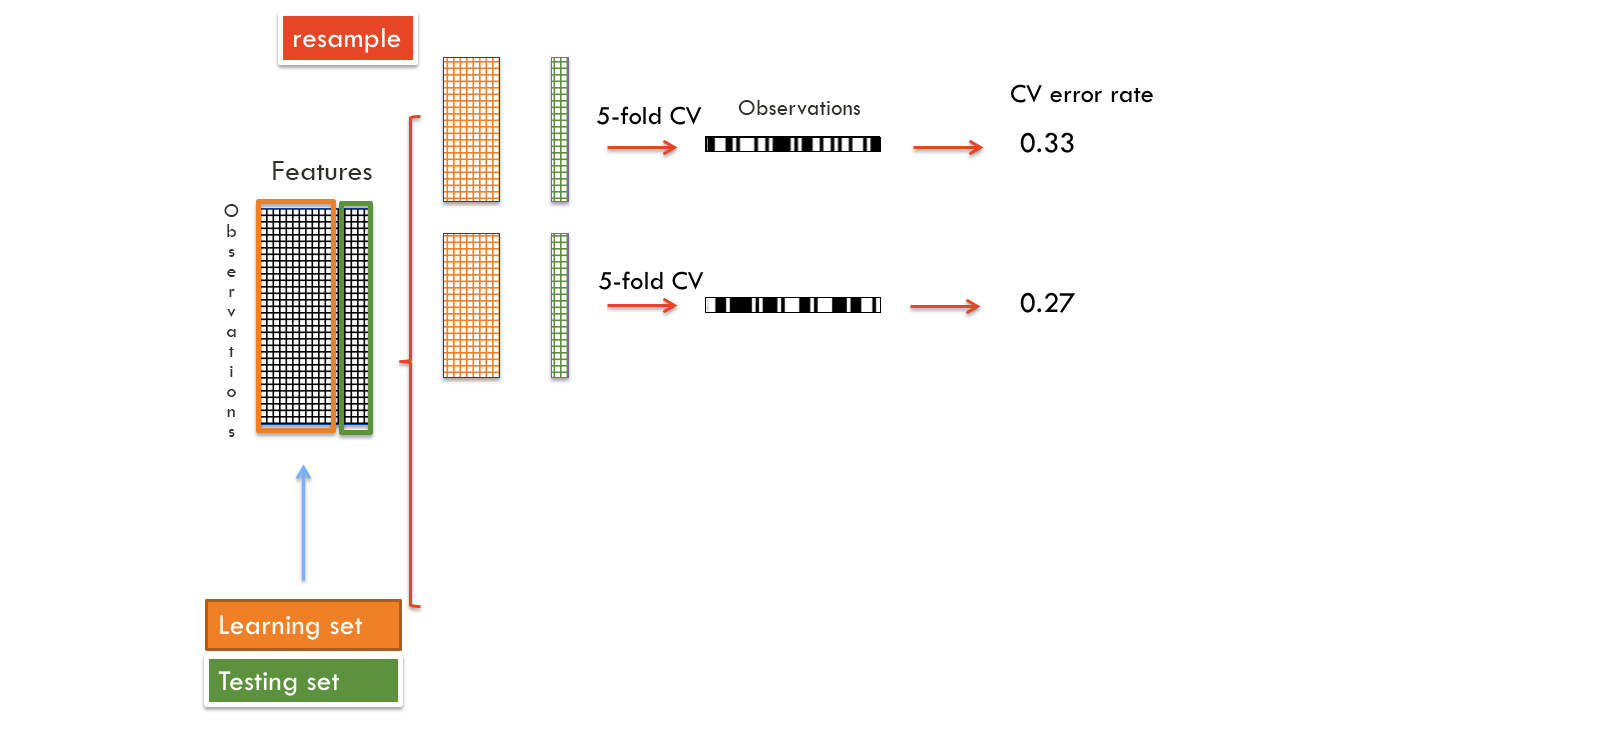 resample
CV error rate
Observations
5-fold CV
0.33
Features
Observations
5-fold CV
0.27
Learning set
Testing set